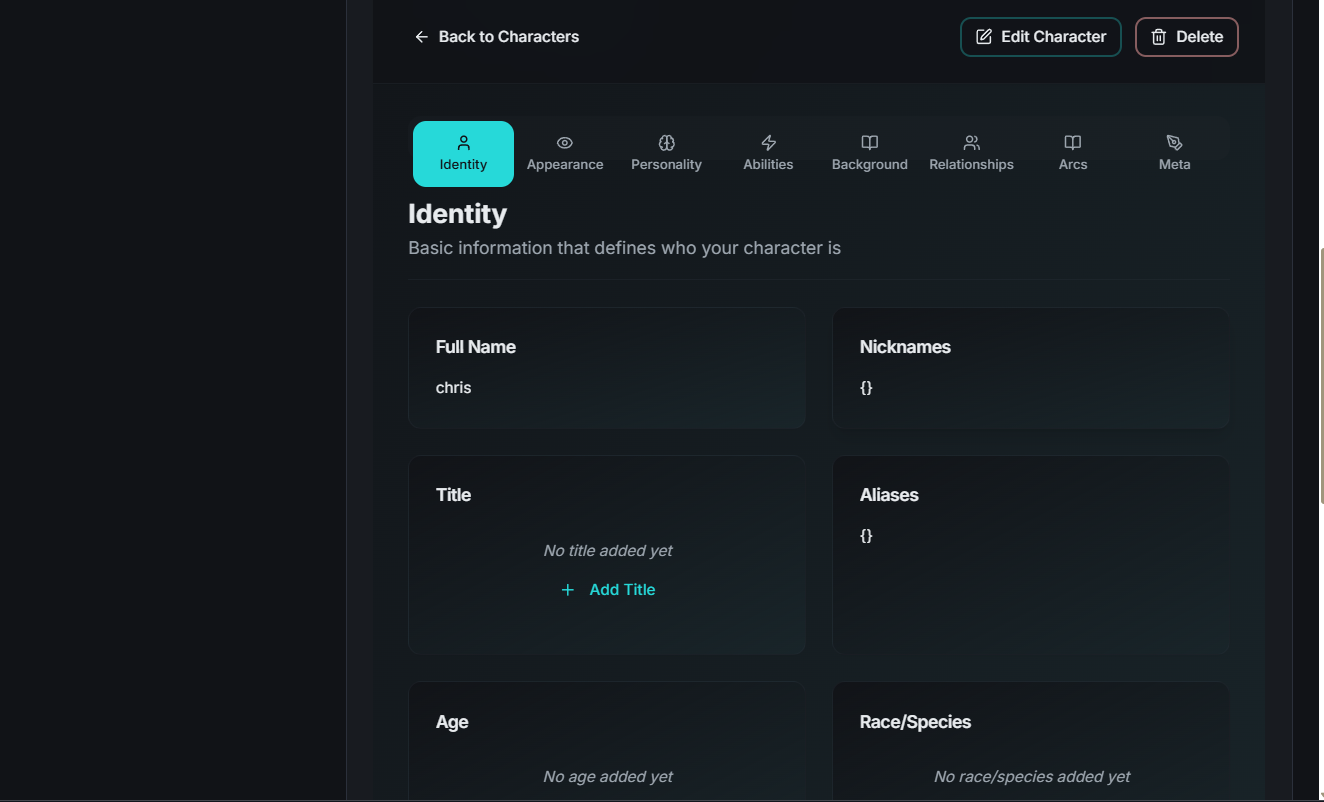 Back to Characters
Edit Character
Delete
Identity
Appearance
Personality
Abilities
Background
Relationships
Arcs
Meta
Identity
Basic information that defines who your character is
Full Name
chris
Nicknames
{}
Title
No title added yet
+ Add Title
Aliases
{}
Age
No age added yet
Race/Species
No race/species added yet